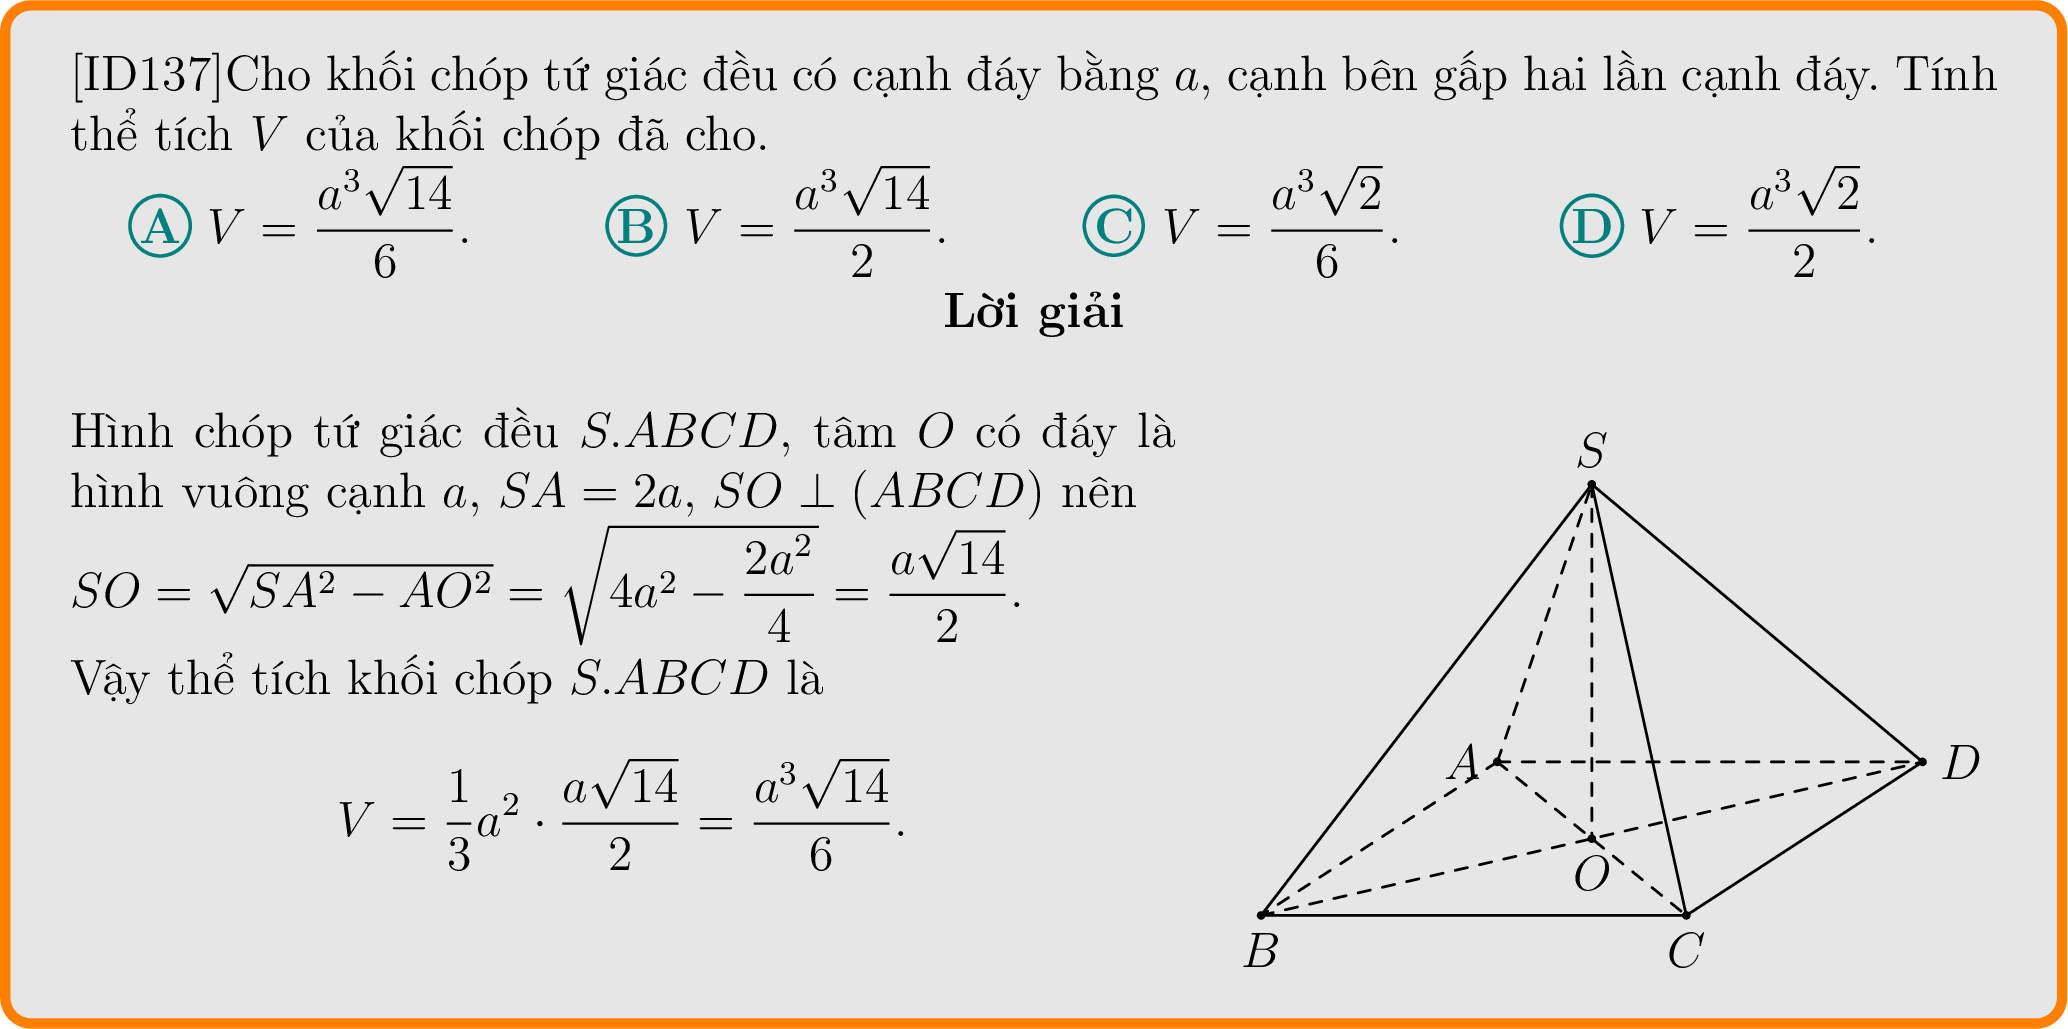 [ID137]Cho khối chóp tứ giác đều có cạnh đáy bằng a, cạnh bên gấp hai lần cạnh đáy. Tính
thể tích V của khối chóp đã cho.
Ⓐ V = \frac{a^3\sqrt{14}}{6}. Ⓑ V = \frac{a^3\sqrt{14}}{2}. Ⓒ V = \frac{a^3\sqrt{2}}{6}. Ⓓ V = \frac{a^3\sqrt{2}}{2}.
Lời giải
Hình chóp tứ giác đều S.ABCD, tâm O có đáy là
hình vuông cạnh a, SA = 2a, SO ⊥ (ABCD) nên
SO = \sqrt{SA^2 − AO^2} = \sqrt{4a^2 − \frac{2a^2}{4}} = \frac{a\sqrt{14}}{2}.
Vậy thể tích khối chóp S.ABCD là
V = \frac{1}{3}a^2 · \frac{a\sqrt{14}}{2} = \frac{a^3\sqrt{14}}{6}.
S
A
D
O
B
C